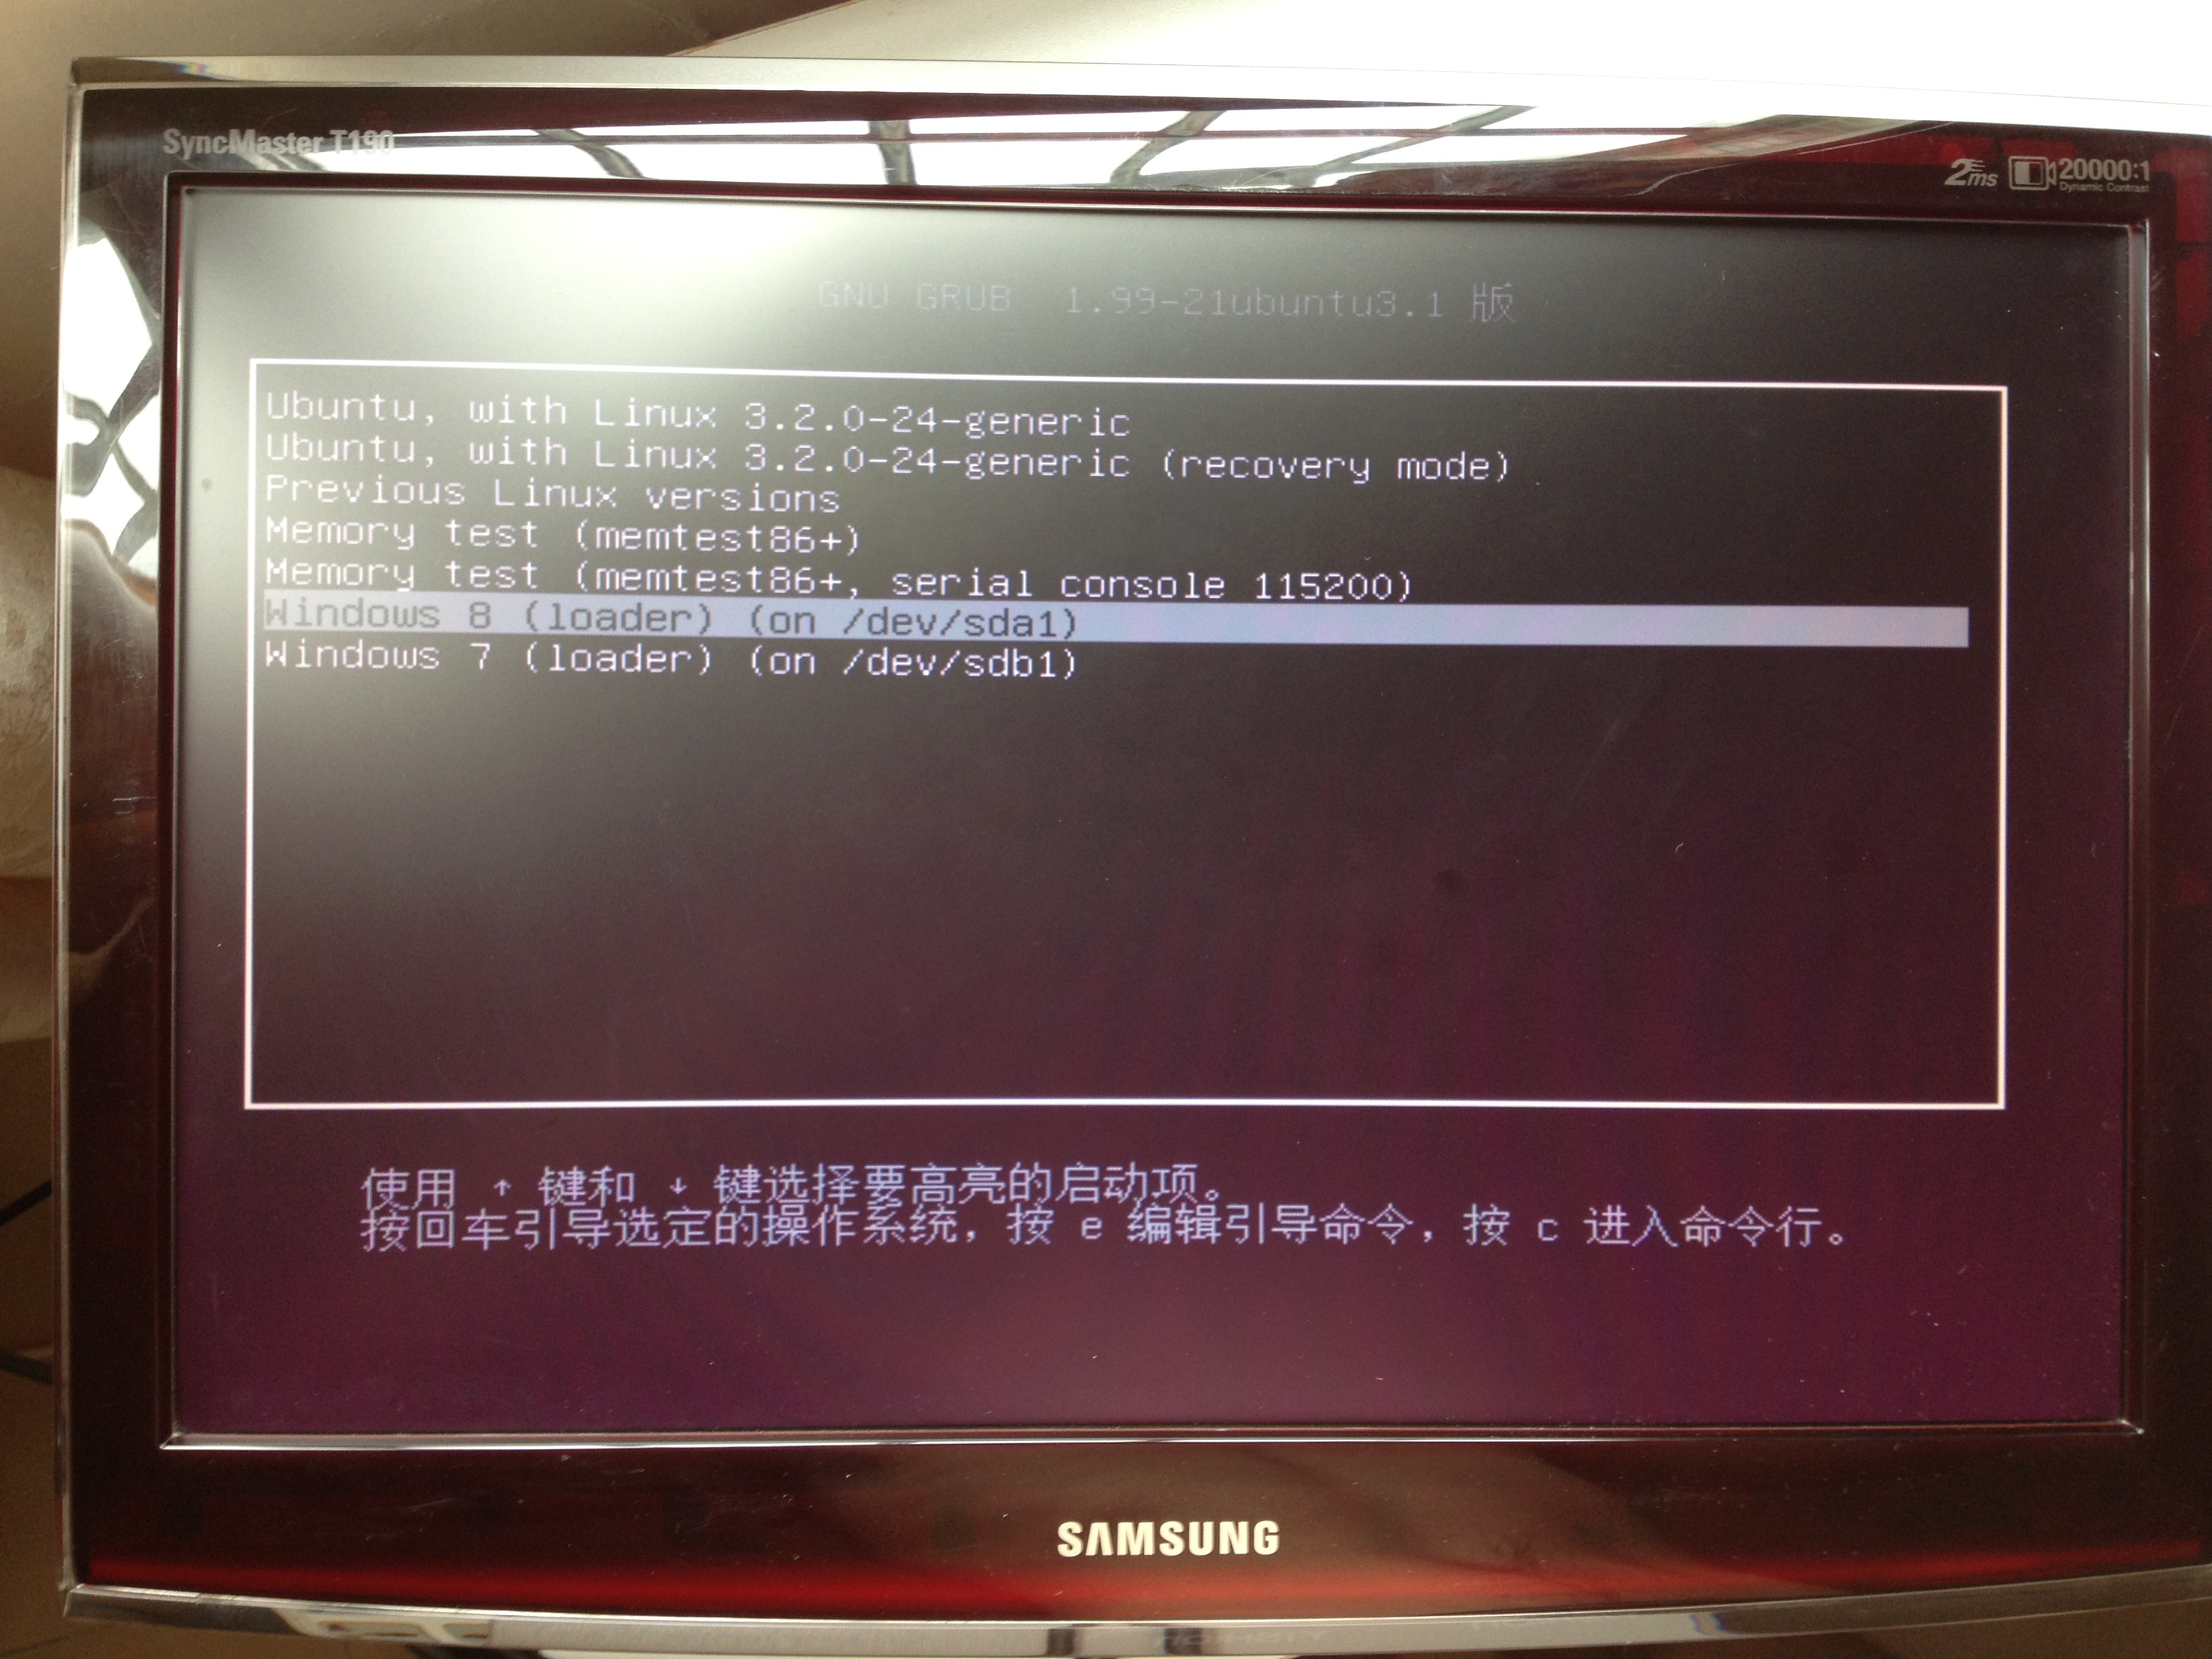 SyncMaster T190
2ms 20000:1
Dynamic Contrast
GNU GRUB 1.99-21ubuntu3.1 版
Ubuntu, with Linux 3.2.0-24-generic
Ubuntu, with Linux 3.2.0-24-generic (recovery mode)
Previous Linux versions
Memory test (memtest86+)
Memory test (memtest86+, serial console 115200)
Windows 8 (loader) (on /dev/sda1)
Windows 7 (loader) (on /dev/sdb1)
使用 ↑ 键和 ↓ 键选择要高亮的启动项。
按回车引导选定的操作系统，按 e 编辑引导命令，按 c 进入命令行。
SAMSUNG